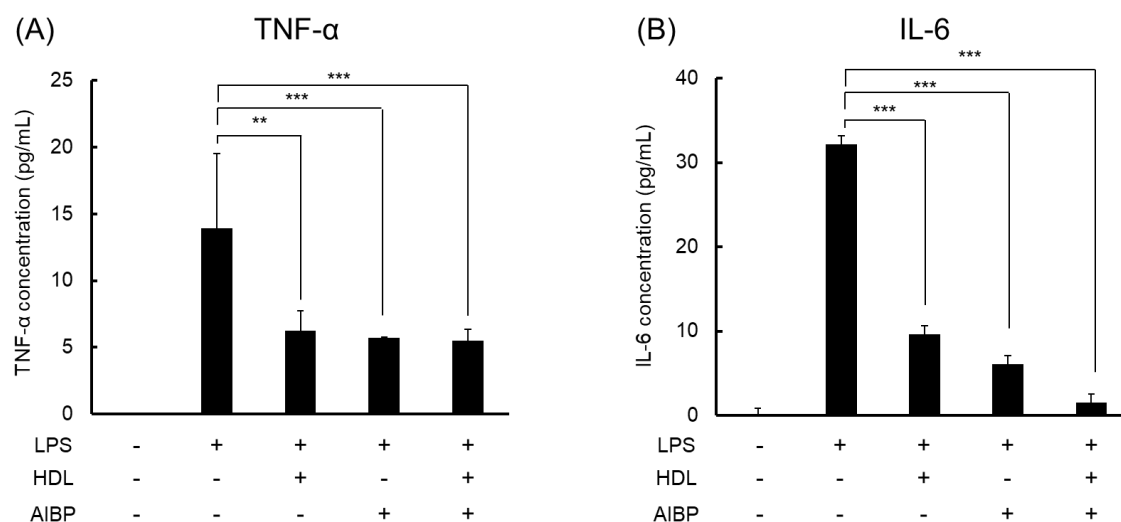 (A) TNF-α
TNF-α concentration (pg/mL)
25
20
15
10
5
0
***
***
**
LPS - + + + +
HDL - - + - +
AIBP - - - + +
(B) IL-6
IL-6 concentration (pg/mL)
40
30
20
10
0
***
***
***
LPS - + + + +
HDL - - + - +
AIBP - - - + +